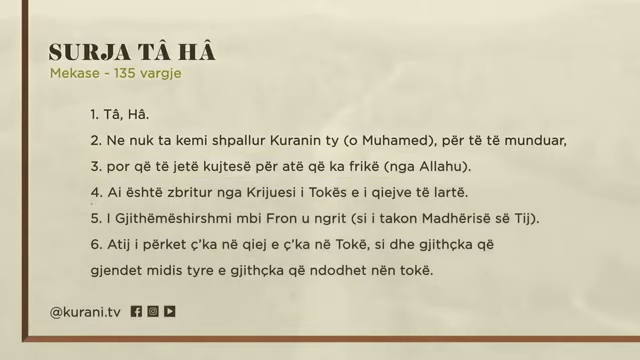 SURJA TÂ HÂ
Mekase - 135 vargje
1. Tâ, Hâ.
2. Ne nuk ta kemi shpallur Kuranin ty (o Muhamed), për të të munduar,
3. por që të jetë kujtesë për atë që ka frikë (nga Allahu).
4. Ai është zbritur nga Krijuesi i Tokës e i qiejve të lartë.
5. I Gjithëmëshirshmi mbi Fron u ngrit (si i takon Madhërisë së Tij).
6. Atij i përket ç’ka në qiej e ç’ka në Tokë, si dhe gjithçka që
gjendet midis tyre e gjithçka që ndodhet nën tokë.
@kurani.tv